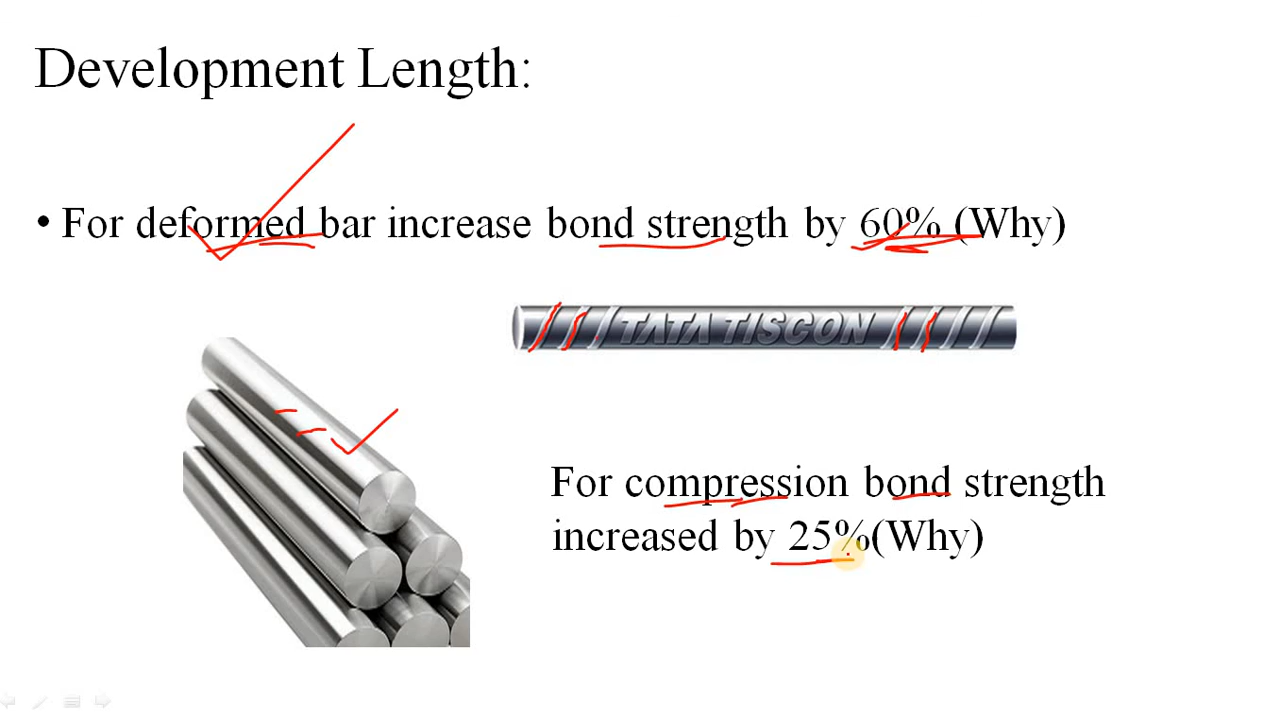 Development Length:
• For deformed bar increase bond strength by 60% (Why)
TATA TISCON
For compression bond strength
increased by 25%(Why)